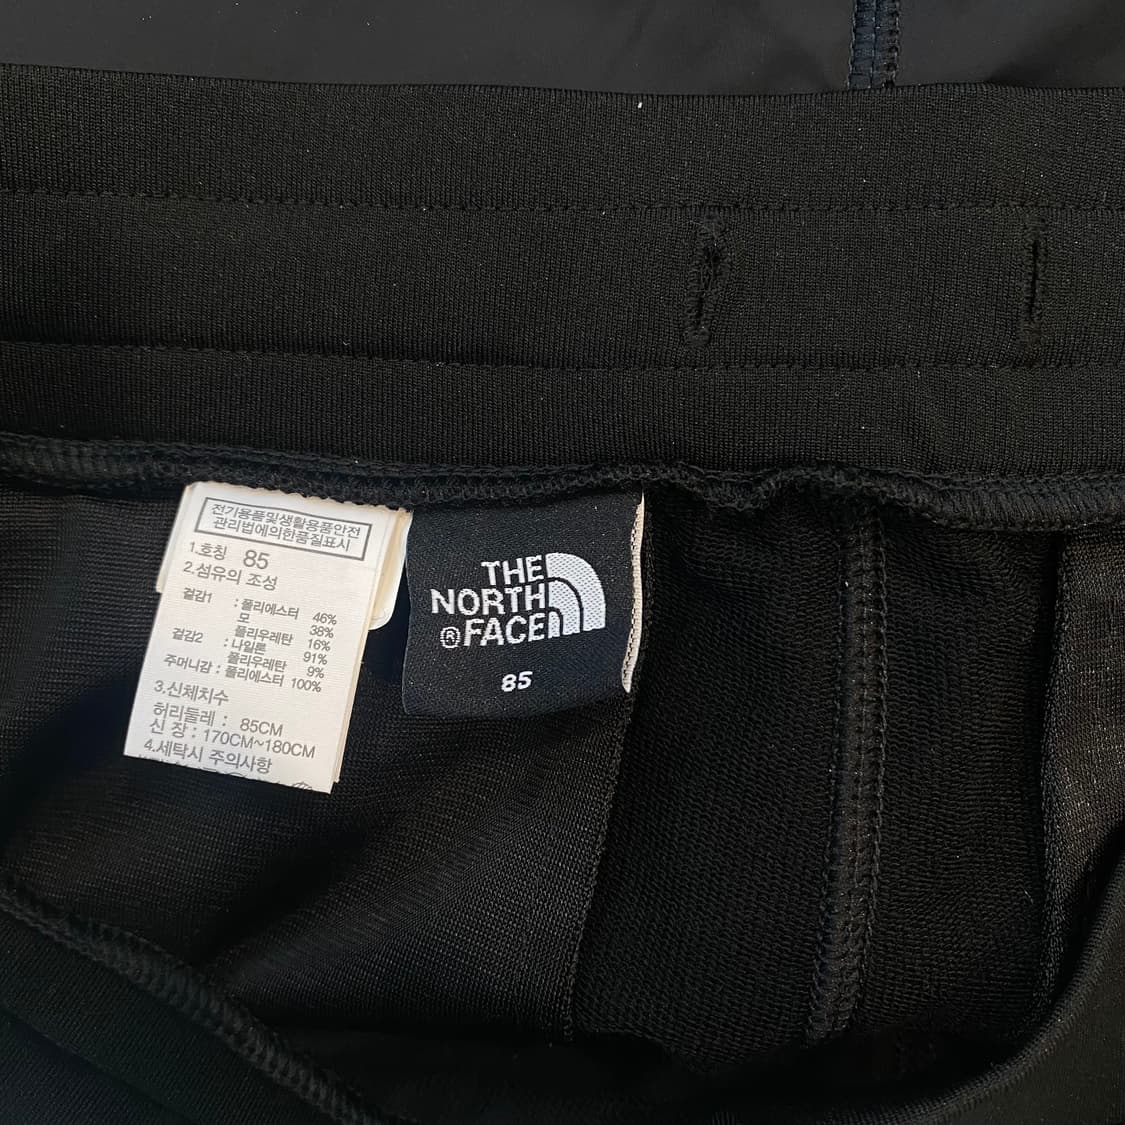 전기용품및생활용품안전
관리법에의한품질표시
1.호칭 85
2.섬유의 조성
겉감1 : 폴리에스터 46%
모 38%
폴리우레탄 16%
겉감2 : 나일론 91%
폴리우레탄 9%
주머니감 : 폴리에스터 100%
3.신체치수
허리둘레 : 85CM
신 장 : 170CM~180CM
4.세탁시 주의사항
THE
NORTH
® FACE
85